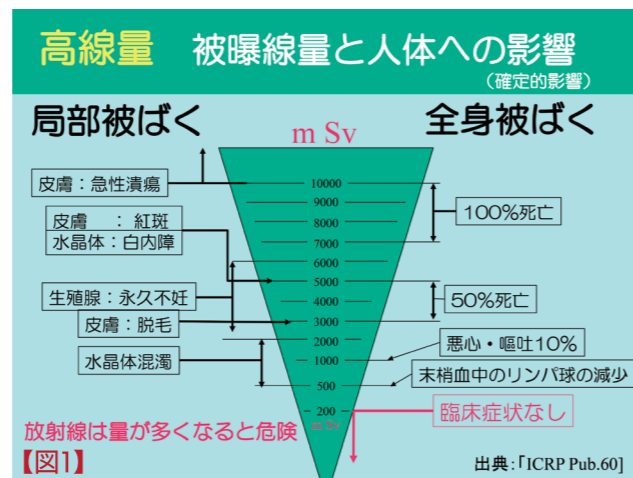 高線量 被曝線量と人体への影響
(確定的影響)
局部被ばく
全身被ばく
m Sv
皮膚：急性潰瘍
皮膚 ：紅斑
水晶体：白内障
生殖腺：永久不妊
皮膚：脱毛
水晶体混濁
10000
9000
8000
7000
6000
5000
4000
3000
2000
1000
500
200
m Sv
100%死亡
50%死亡
悪心・嘔吐10%
末梢血中のリンパ球の減少
臨床症状なし
放射線は量が多くなると危険
【図1】
出典:「ICRP Pub.60]